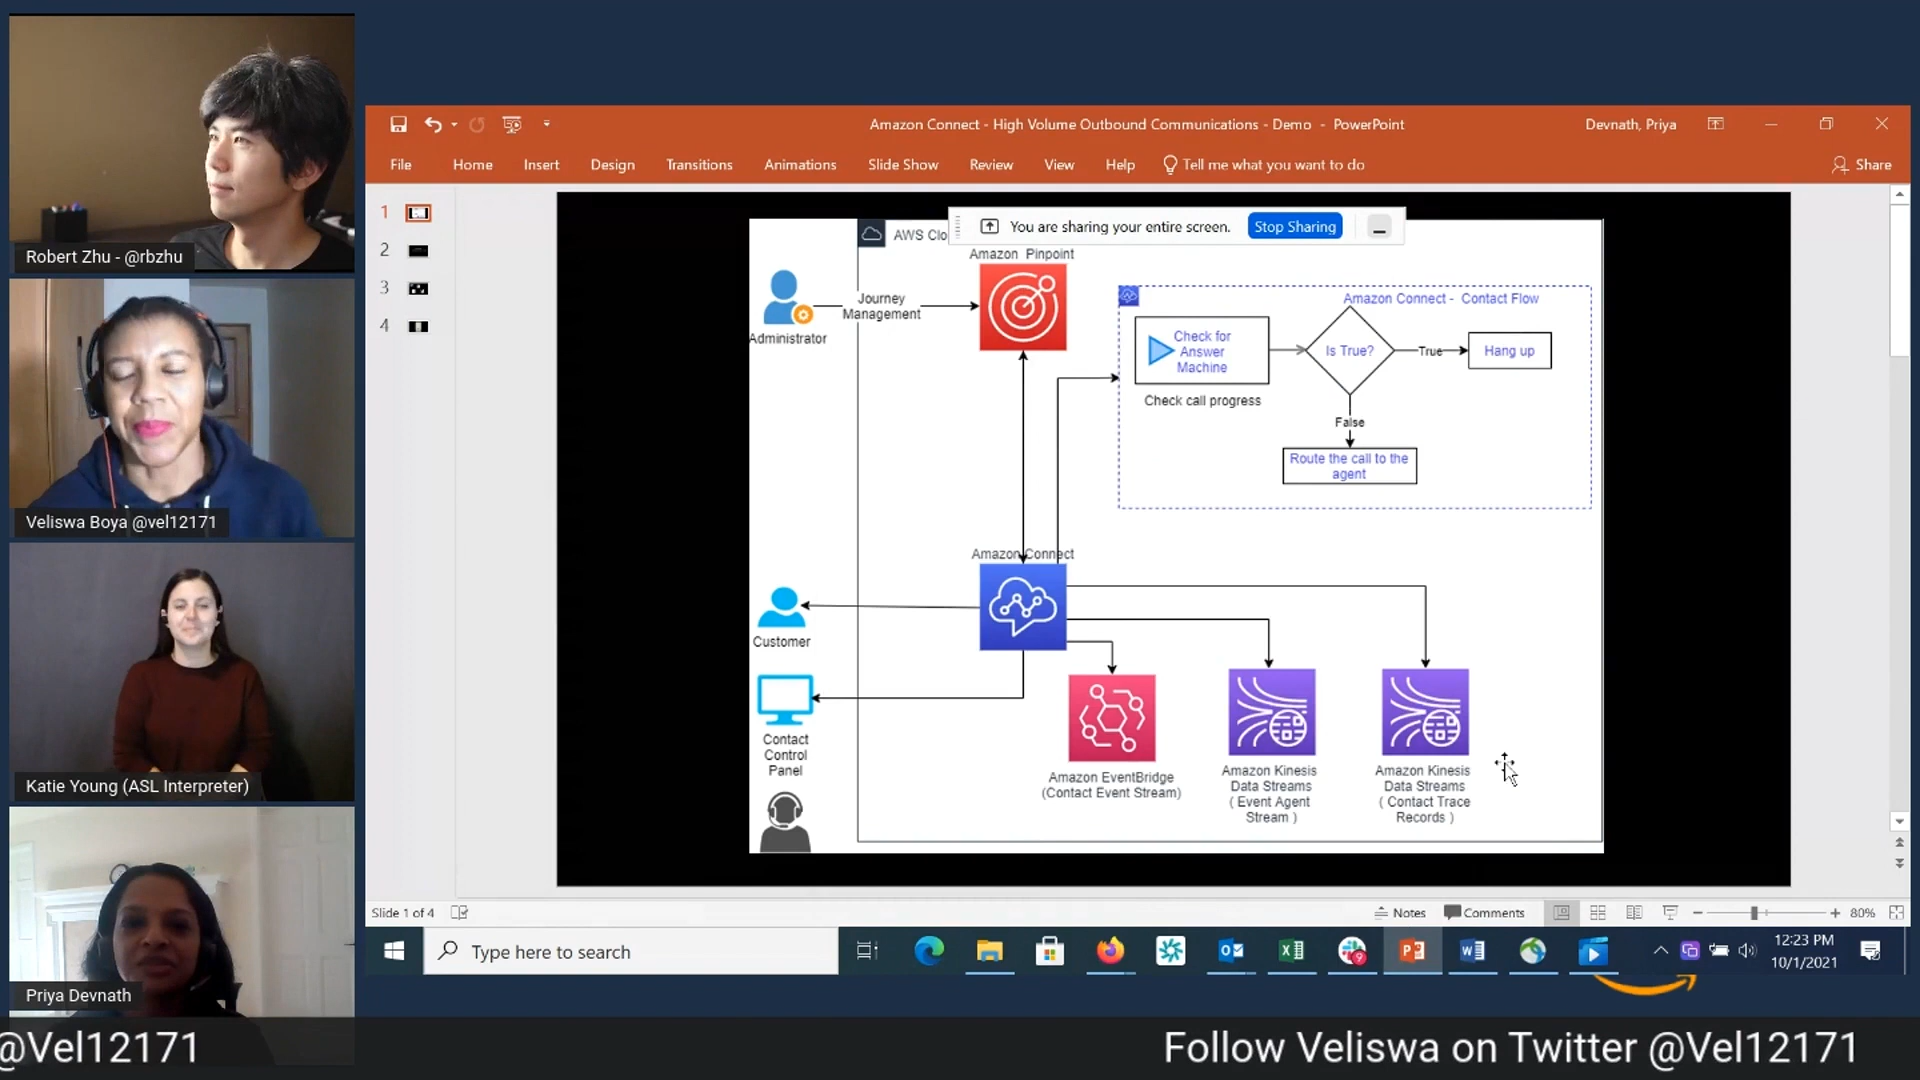 Robert Zhu - @rbzhu
Veliswa Boya @vel12171
Katie Young (ASL Interpreter)
Priya Devnath
Amazon Connect - High Volume Outbound Communications - Demo - PowerPoint
Devnath, Priya
File Home Insert Design Transitions Animations Slide Show Review View Help Tell me what you want to do Share
1
2
3
4
You are sharing your entire screen. Stop Sharing
AWS Clo
Amazon Pinpoint
Administrator
Journey
Management
Amazon Connect - Contact Flow
Check for
Answer
Machine
Check call progress
Is True?
True
Hang up
False
Route the call to the
agent
Amazon Connect
Customer
Contact
Control
Panel
Amazon EventBridge
(Contact Event Stream)
Amazon Kinesis
Data Streams
( Event Agent
Stream )
Amazon Kinesis
Data Streams
( Contact Trace
Records )
Slide 1 of 4
Notes Comments 80%
Type here to search
9
12:23 PM
10/1/2021
@Vel12171
Follow Veliswa on Twitter @Vel12171